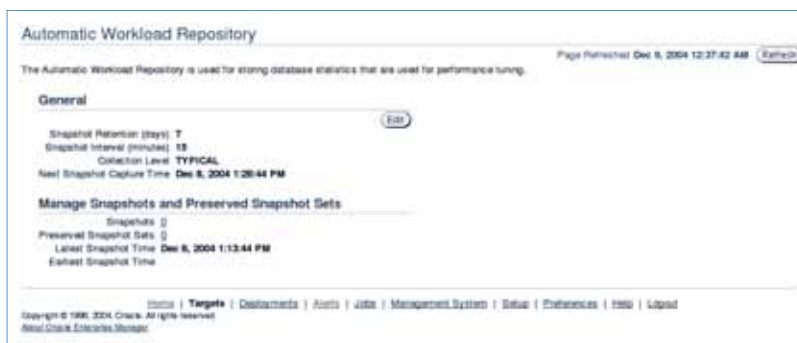 Automatic Workload Repository
Page Refreshed Dec 8, 2004 12:37:42 AM Refresh
The Automatic Workload Repository is used for storing database statistics that are used for performance tuning.
General
Edit
Snapshot Retention (days) 7
Snapshot Interval (minutes) 15
Collection Level TYPICAL
Next Snapshot Capture Time Dec 8, 2004 1:28:44 PM
Manage Snapshots and Preserved Snapshot Sets
Snapshots 0
Preserved Snapshot Sets 0
Latest Snapshot Time Dec 8, 2004 1:13:44 PM
Earliest Snapshot Time
Home | Targets | Deployments | Alerts | Jobs | Management System | Setup | Preferences | Help | Logout
Copyright © 1996, 2004, Oracle. All rights reserved.
About Oracle Enterprise Manager